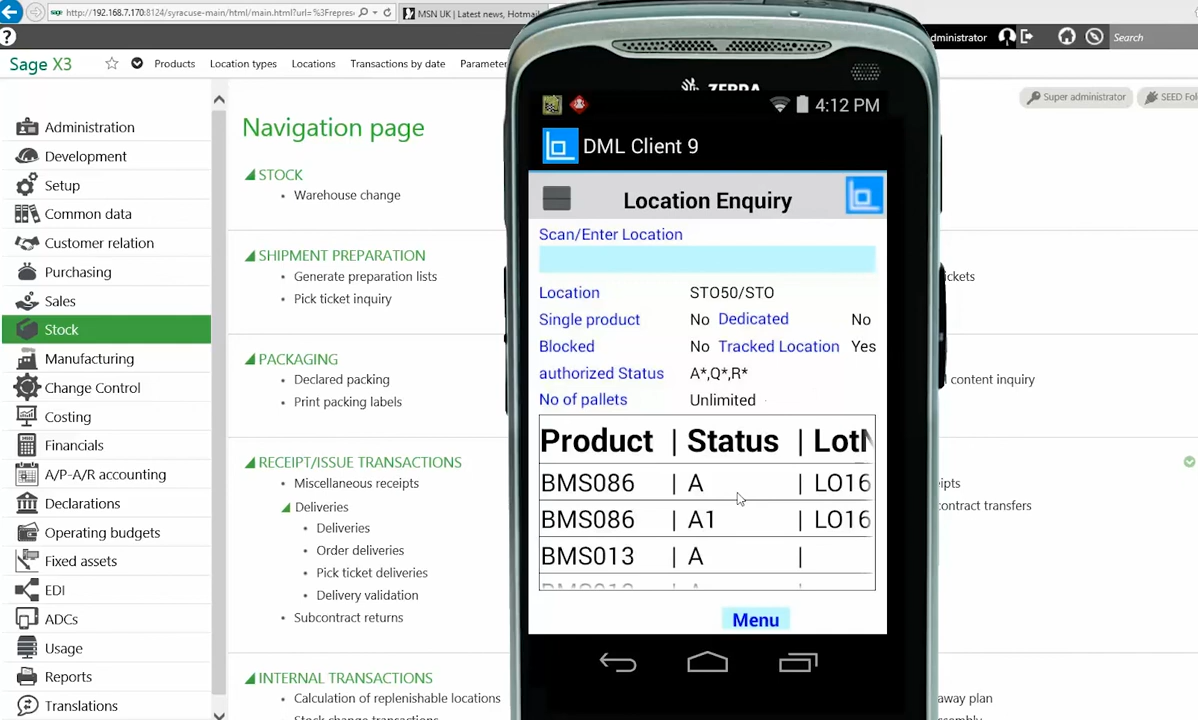 http://192.168.7.170:8124/syracuse-main/html/main.html?url=%3Frepres
MSN UK | Latest news, Hotmail
?
dministrator
Search
Sage X3
Products
Location types
Locations
Transactions by date
Parameter
Super administrator
SEED Fol
Administration
Development
Setup
Common data
Customer relation
Purchasing
Sales
Stock
Manufacturing
Change Control
Costing
Financials
A/P-A/R accounting
Declarations
Operating budgets
Fixed assets
EDI
ADCs
Usage
Reports
Translations
Navigation page
STOCK
Warehouse change
SHIPMENT PREPARATION
Generate preparation lists
Pick ticket inquiry
PACKAGING
Declared packing
Print packing labels
RECEIPT/ISSUE TRANSACTIONS
Miscellaneous receipts
Deliveries
Deliveries
Order deliveries
Pick ticket deliveries
Delivery validation
Subcontract returns
INTERNAL TRANSACTIONS
Calculation of replenishable locations
ZEBRA
4:12 PM
DML Client 9
Location Enquiry
Scan/Enter Location
Location STO50/STO
Single product No Dedicated No
Blocked No Tracked Location Yes
authorized Status A*,Q*,R*
No of pallets Unlimited
Product | Status | LotN
BMS086 | A | LO16
BMS086 | A1 | LO16
BMS013 | A |
Menu
ckets
content inquiry
ipts
ontract transfers
away plan